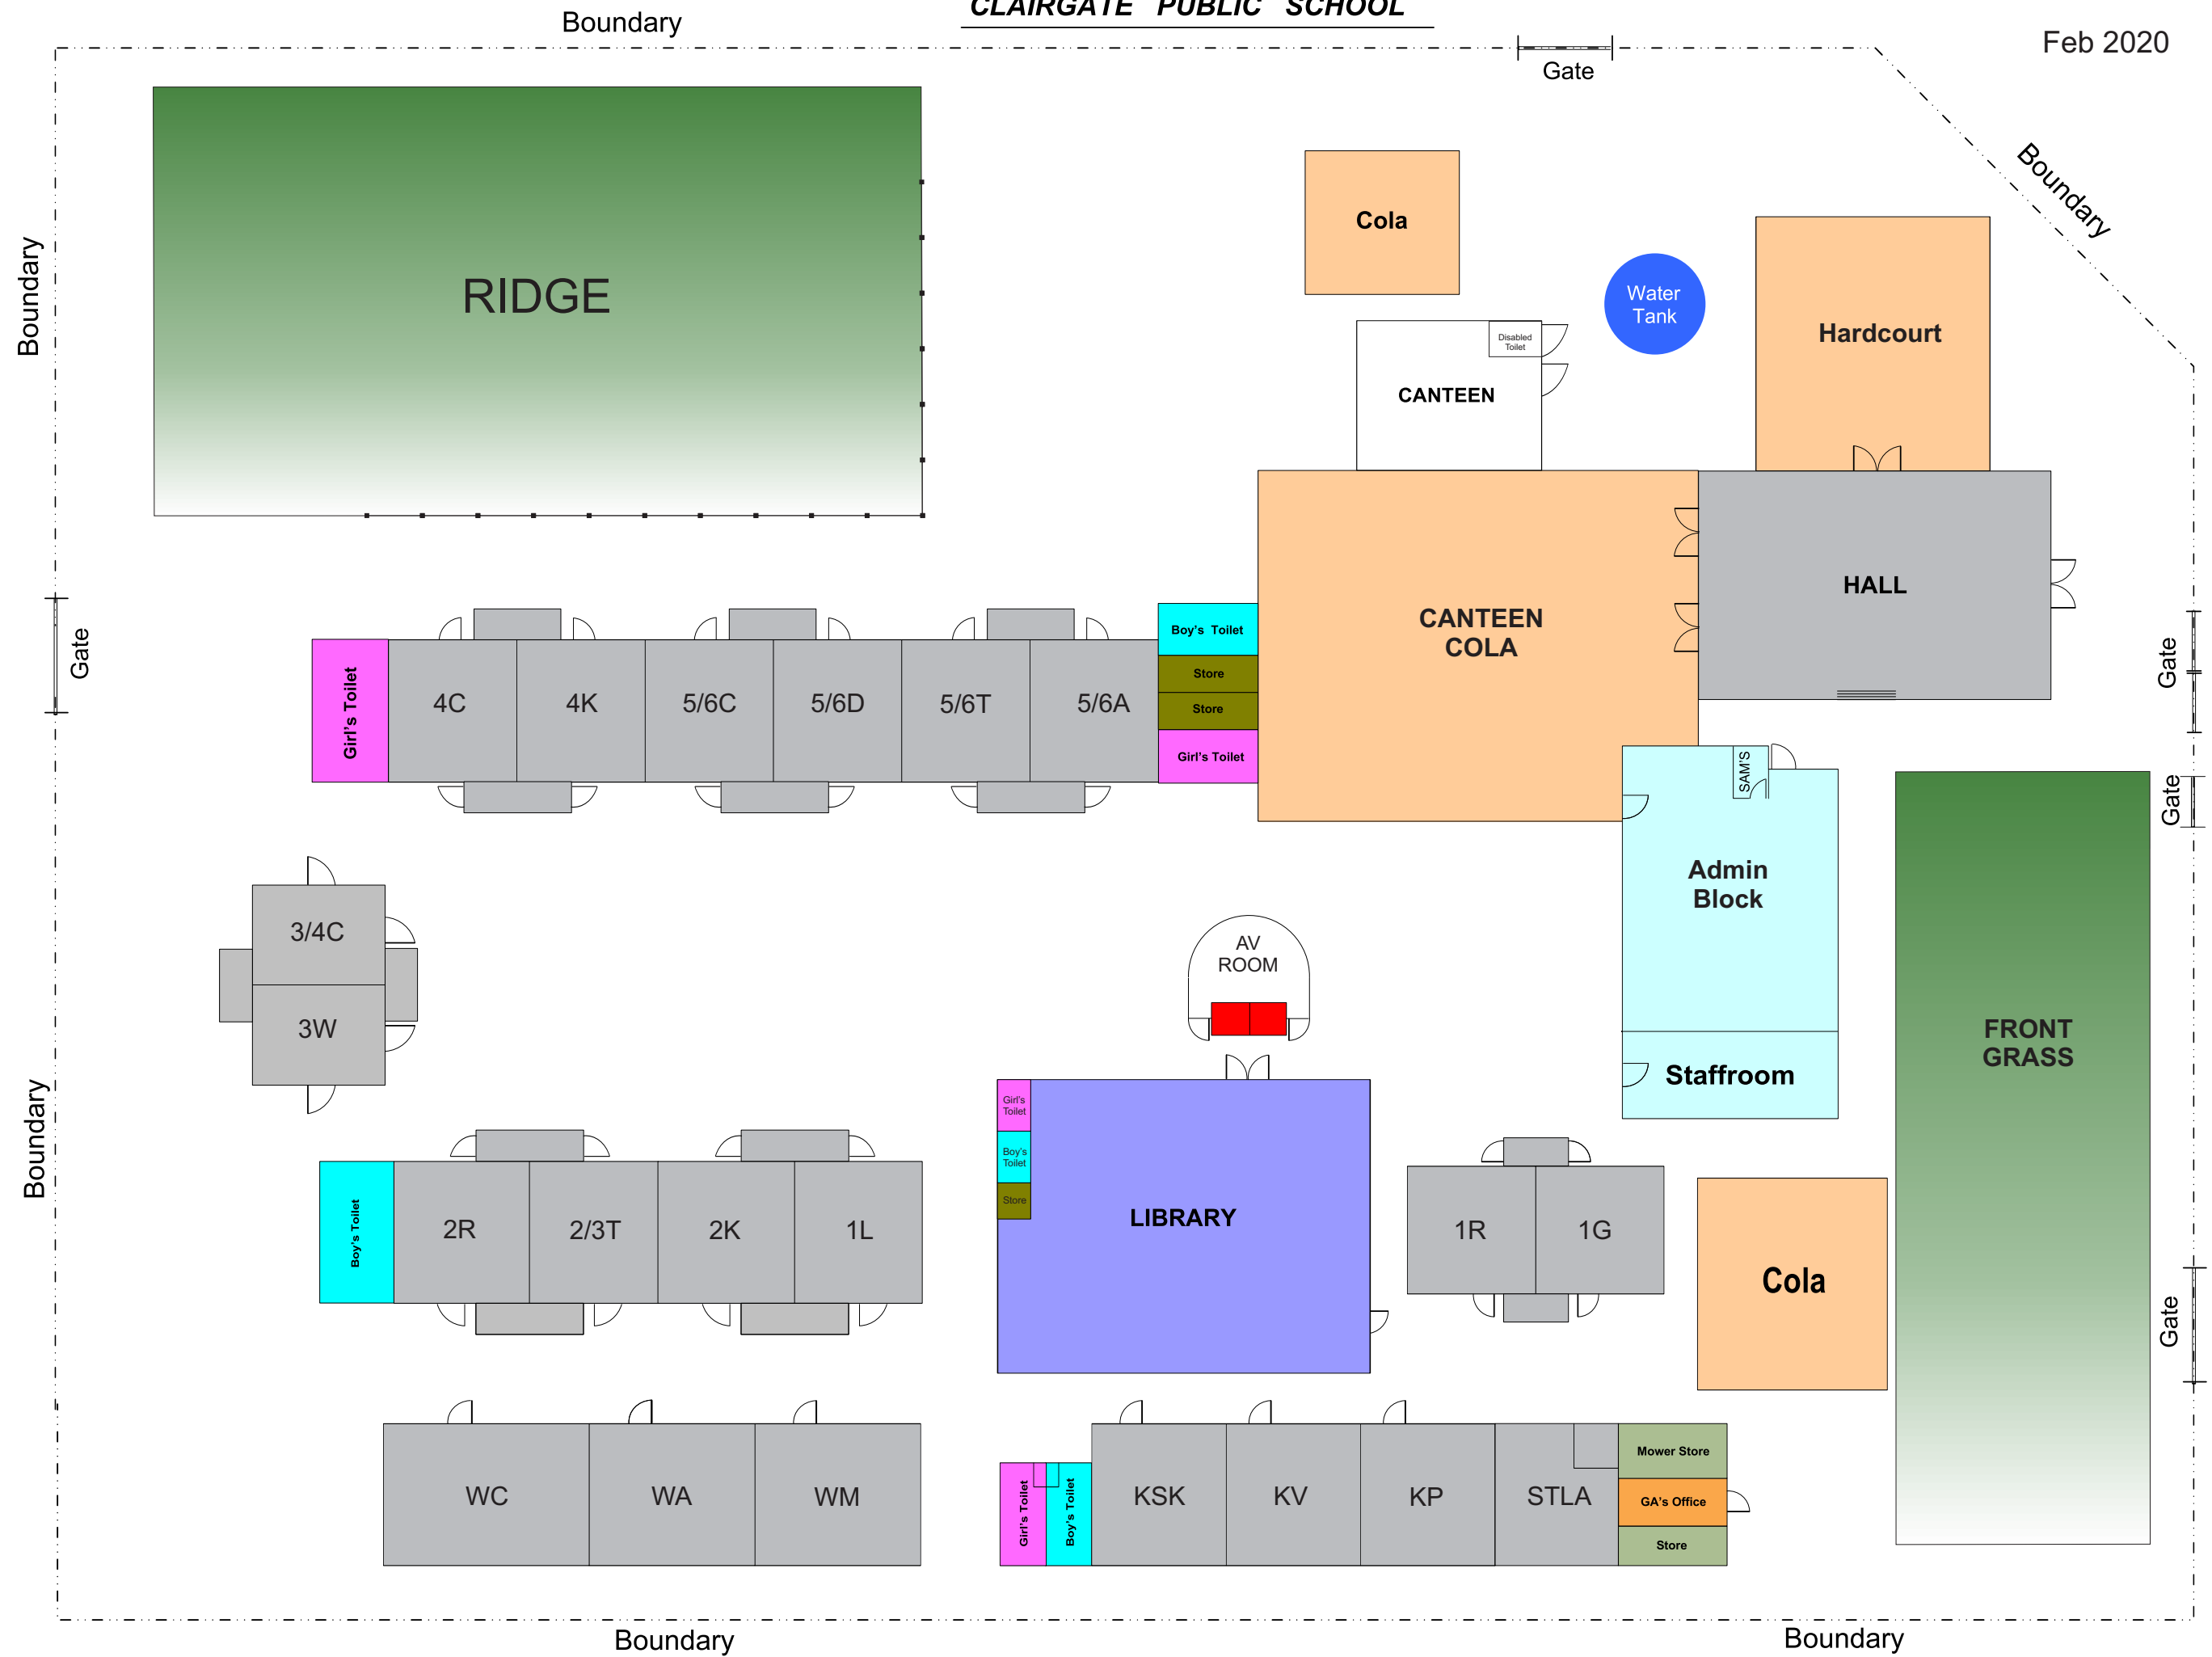 CLAIRGATE PUBLIC SCHOOL
Boundary
Feb 2020
Gate
Boundary
Boundary
RIDGE
Cola
Water
Tank
Hardcourt
Disabled
Toilet
CANTEEN
CANTEEN
COLA
HALL
Gate
Gate
Girl's Toilet
4C
4K
5/6C
5/6D
5/6T
5/6A
Boy's Toilet
Store
Store
Girl's Toilet
SAM'S
Gate
Admin
Block
3/4C
3W
AV
ROOM
FRONT
GRASS
Staffroom
Boundary
Girl's
Toilet
Boy's
Toilet
Store
LIBRARY
Boy's Toilet
2R
2/3T
2K
1L
1R
1G
Cola
Gate
WC
WA
WM
Girl's Toilet
Boy's Toilet
KSK
KV
KP
STLA
Mower Store
GA's Office
Store
Boundary
Boundary